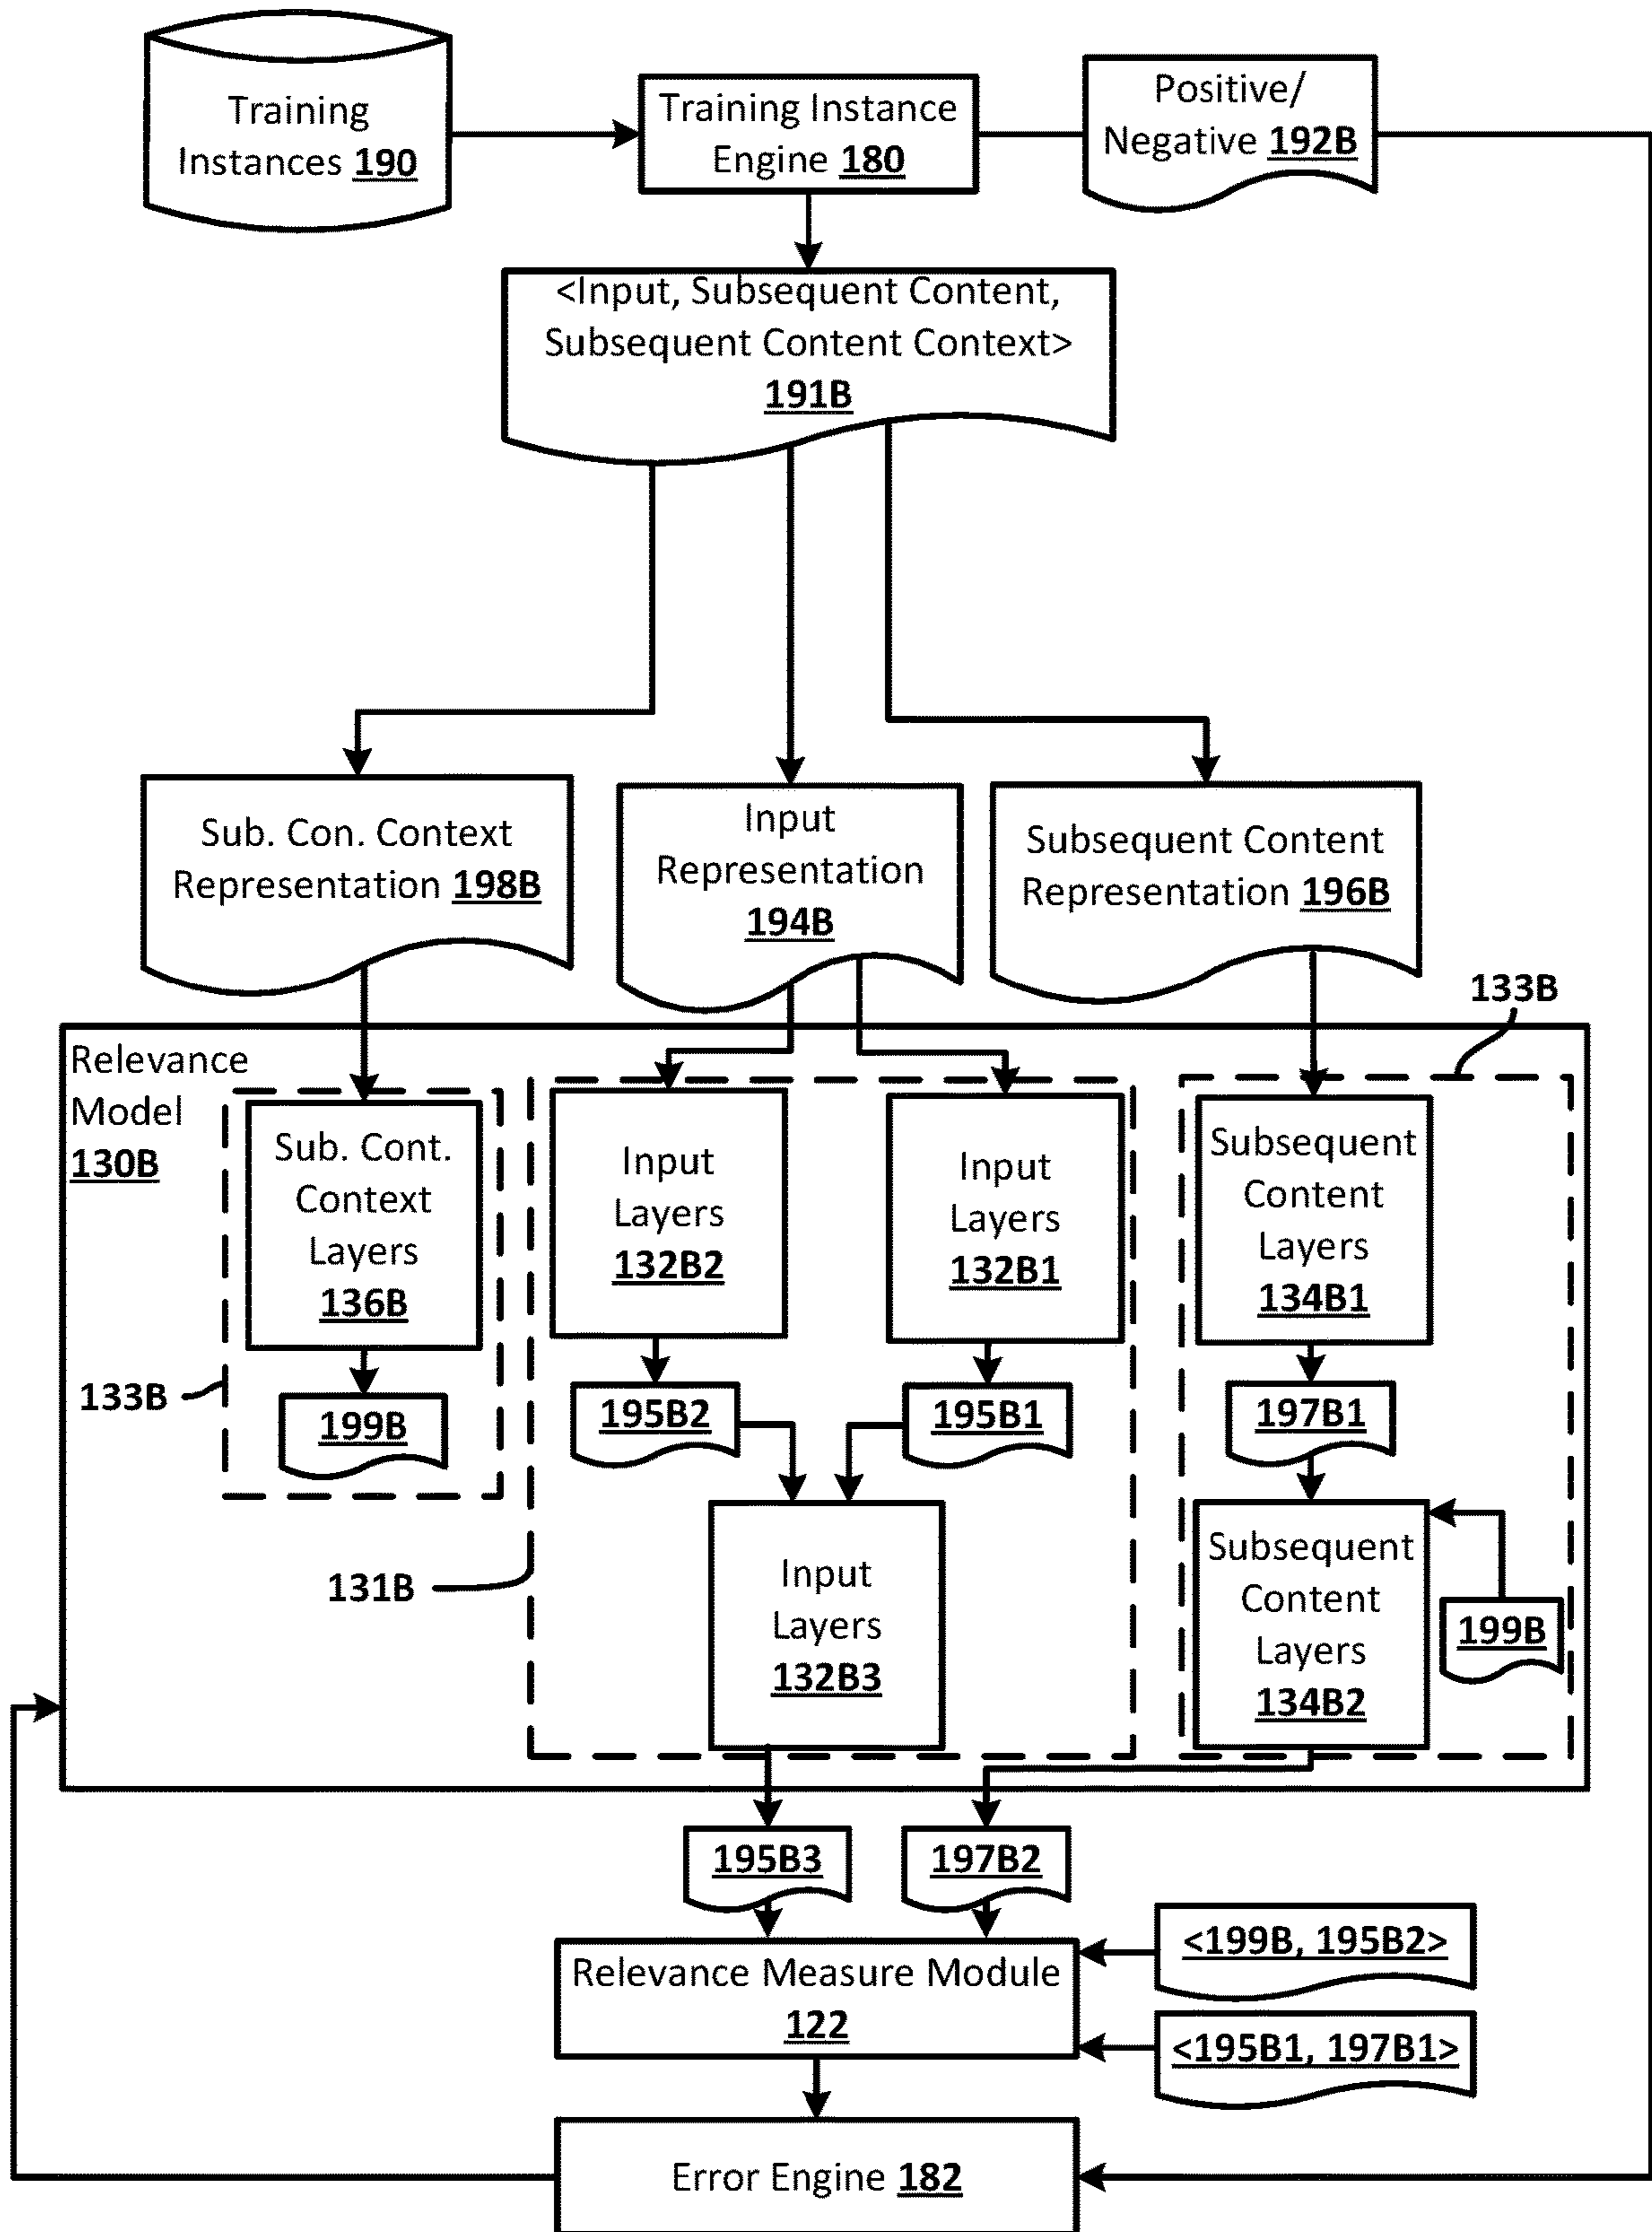 Training
Instances 190
Training Instance
Engine 180
Positive/
Negative 192B
<Input, Subsequent Content,
Subsequent Content Context>
191B
Sub. Con. Context
Representation 198B
Input
Representation
194B
Subsequent Content
Representation 196B
133B
Relevance
Model
130B
Sub. Cont.
Context
Layers
136B
Input
Layers
132B2
Input
Layers
132B1
Subsequent
Content
Layers
134B1
133B
199B
195B2
195B1
197B1
131B
Input
Layers
132B3
Subsequent
Content
Layers
134B2
199B
195B3
197B2
Relevance Measure Module
122
<199B, 195B2>
<195B1, 197B1>
Error Engine 182